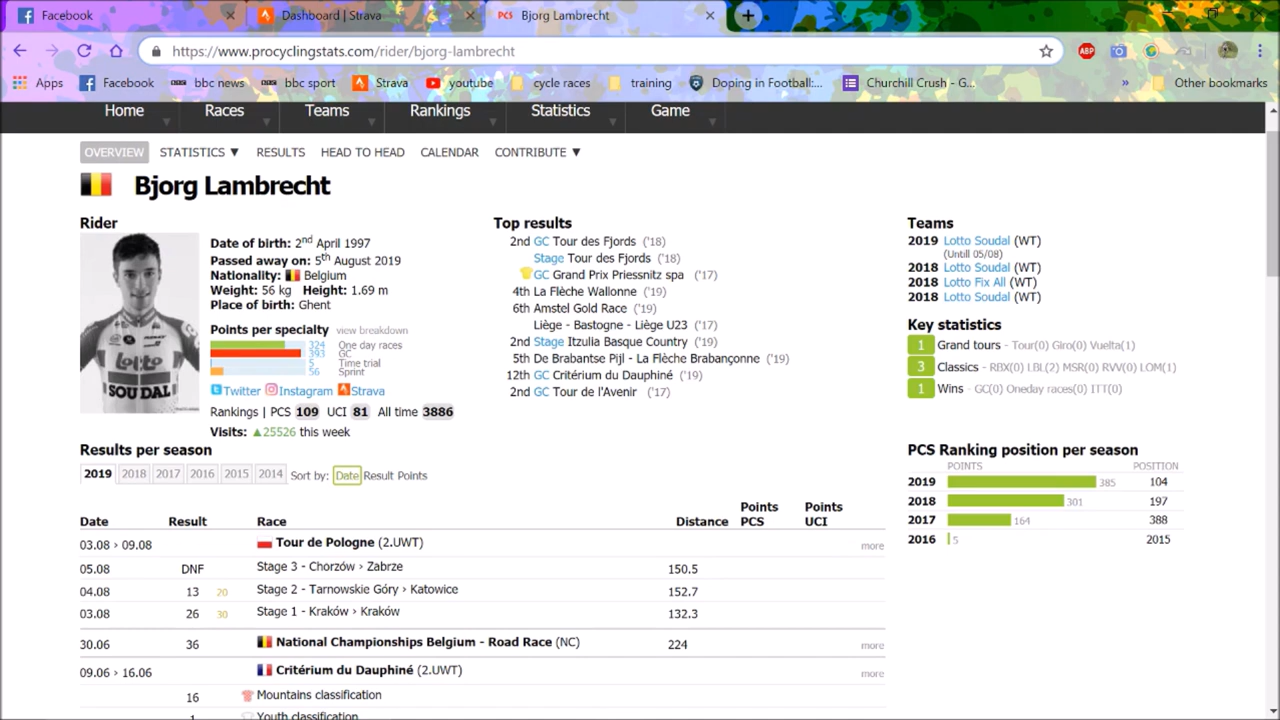 Facebook
Dashboard | Strava
PCS Bjorg Lambrecht
https://www.procyclingstats.com/rider/bjorg-lambrecht
ABP
Apps Facebook BBC bbc news BBC bbc sport Strava youtube cycle races training Doping in Football:... Churchill Crush - G... » Other bookmarks
Home Races Teams Rankings Statistics Game
OVERVIEW STATISTICS ▼ RESULTS HEAD TO HEAD CALENDAR CONTRIBUTE ▼
Bjorg Lambrecht
Rider
Date of birth: 2nd April 1997
Passed away on: 5th August 2019
Nationality: Belgium
Weight: 56 kg Height: 1.69 m
Place of birth: Ghent
Points per specialty view breakdown
324 One day races
393 GC
5 Time trial
56 Sprint
Twitter Instagram Strava
lotto
SOUDAL
Rankings | PCS 109 UCI 81 All time 3886
Visits: ▲25526 this week
Top results
2nd GC Tour des Fjords ('18)
Stage Tour des Fjords ('18)
GC Grand Prix Priessnitz spa ('17)
4th La Flèche Wallonne ('19)
6th Amstel Gold Race ('19)
Liège - Bastogne - Liège U23 ('17)
2nd Stage Itzulia Basque Country ('19)
5th De Brabantse Pijl - La Flèche Brabançonne ('19)
12th GC Critérium du Dauphiné ('19)
2nd GC Tour de l'Avenir ('17)
Teams
2019 Lotto Soudal (WT)
(Untill 05/08)
2018 Lotto Soudal (WT)
2018 Lotto Fix All (WT)
2018 Lotto Soudal (WT)
Key statistics
1 Grand tours - Tour(0) Giro(0) Vuelta(1)
3 Classics - RBX(0) LBL(2) MSR(0) RVV(0) LOM(1)
1 Wins - GC(0) Oneday races(0) ITT(0)
Results per season
2019 2018 2017 2016 2015 2014 Sort by: Date Result Points
Date Result Race Distance Points PCS Points UCI
03.08 › 09.08 Tour de Pologne (2.UWT) more
05.08 DNF Stage 3 - Chorzów › Zabrze 150.5
04.08 13 20 Stage 2 - Tarnowskie Góry › Katowice 152.7
03.08 26 30 Stage 1 - Kraków › Kraków 132.3
30.06 36 National Championships Belgium - Road Race (NC) 224 more
09.06 › 16.06 Critérium du Dauphiné (2.UWT) more
16 Mountains classification
1 Youth classification
PCS Ranking position per season
POINTS POSITION
2019 385 104
2018 301 197
2017 164 388
2016 5 2015